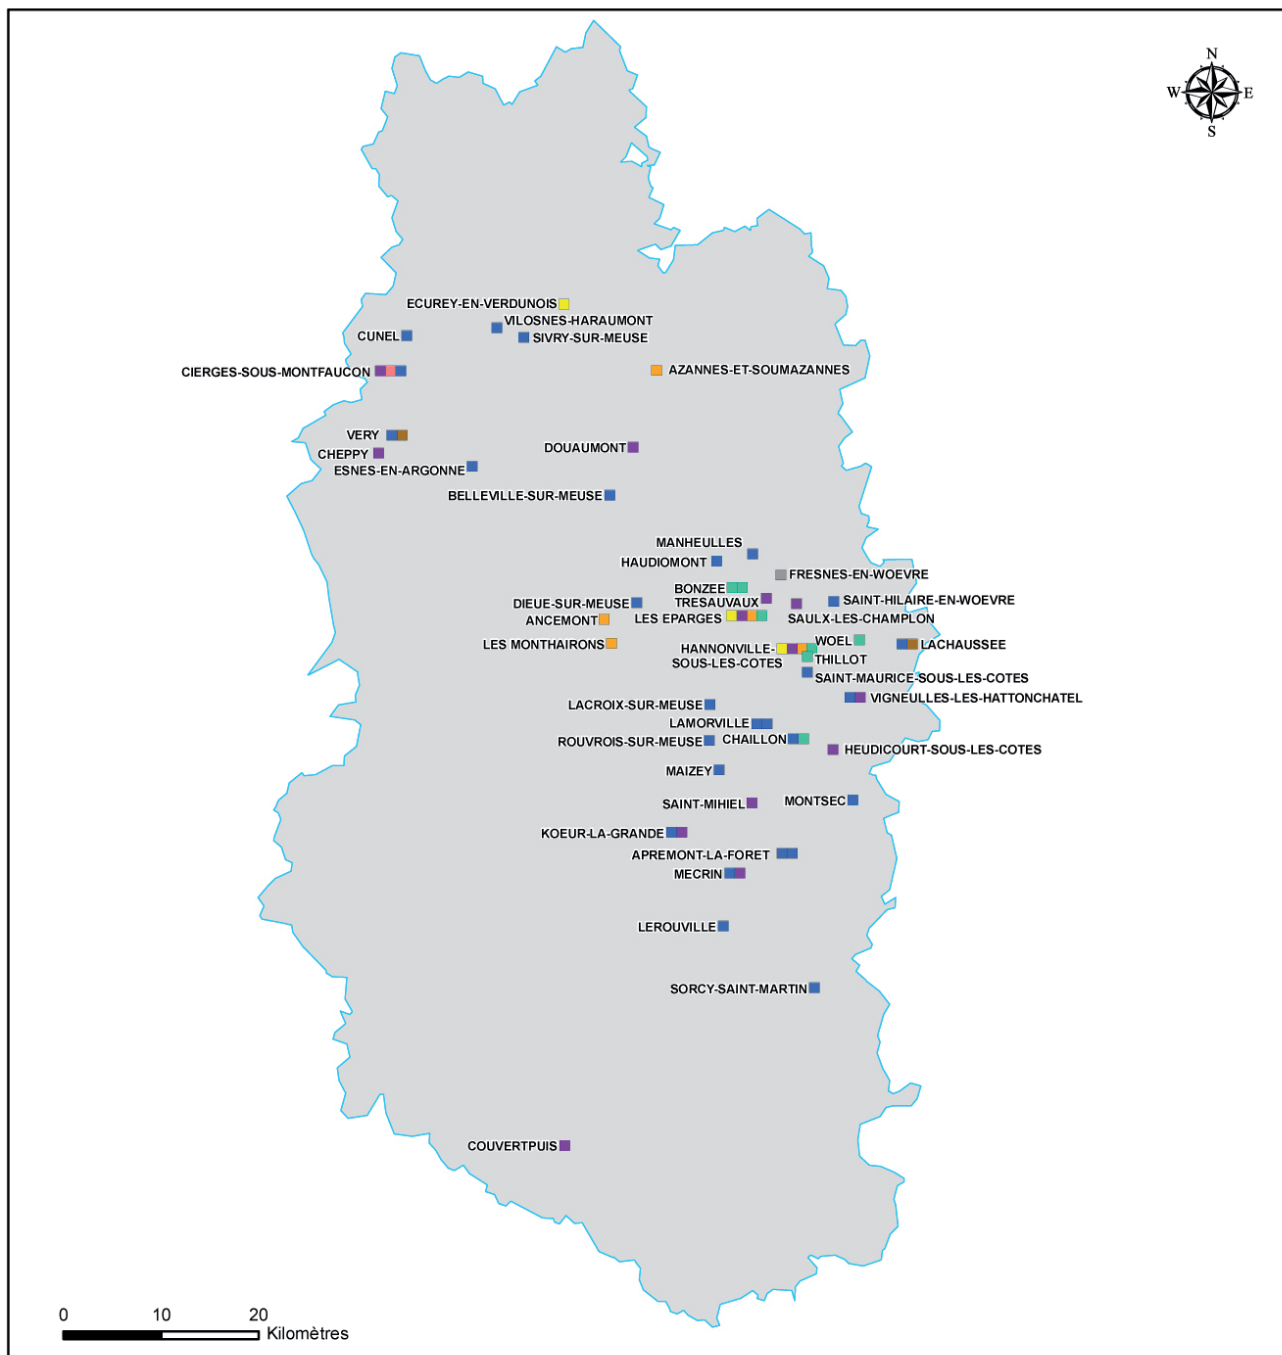 N
W E
S
ECUREY-EN-VERDUNOIS
VILOSNES-HARAUMONT
CUNEL
SIVRY-SUR-MEUSE
CIERGES-SOUS-MONTFAUCON
AZANNES-ET-SOUMAZANNES
VERY
CHEPPY
DOUAUMONT
ESNES-EN-ARGONNE
BELLEVILLE-SUR-MEUSE
MANHEULLES
HAUDIOMONT
FRESNES-EN-WOEVRE
BONZEE
TRESAUVAUX
DIEUE-SUR-MEUSE
SAINT-HILAIRE-EN-WOEVRE
ANCEMONT
LES EPARGES
SAULX-LES-CHAMPLON
LES MONTHAIRONS
HANNONVILLE-
SOUS-LES-COTES
WOEL
LACHAUSSEE
THILLOT
SAINT-MAURICE-SOUS-LES-COTES
VIGNEULLES-LES-HATTONCHATEL
LACROIX-SUR-MEUSE
LAMORVILLE
ROUVROIS-SUR-MEUSE
CHAILLON
HEUDICOURT-SOUS-LES-COTES
MAIZEY
SAINT-MIHIEL
MONTSEC
KOEUR-LA-GRANDE
APREMONT-LA-FORET
MECRIN
LEROUVILLE
SORCY-SAINT-MARTIN
COUVERTPUIS
0 10 20
Kilomètres